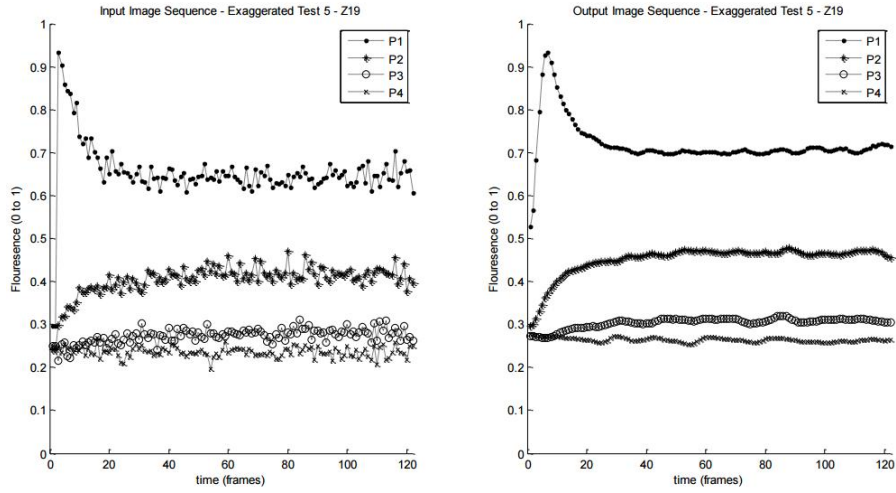 Input Image Sequence - Exaggerated Test 5 - Z19
1
0.9
0.8
0.7
0.6
0.5
0.4
0.3
0.2
0.1
0
Flouresence (0 to 1)
0 20 40 60 80 100 120
time (frames)
P1
P2
P3
P4
Output Image Sequence - Exaggerated Test 5 - Z19
1
0.9
0.8
0.7
0.6
0.5
0.4
0.3
0.2
0.1
0
Flouresence (0 to 1)
0 20 40 60 80 100 120
time (frames)
P1
P2
P3
P4